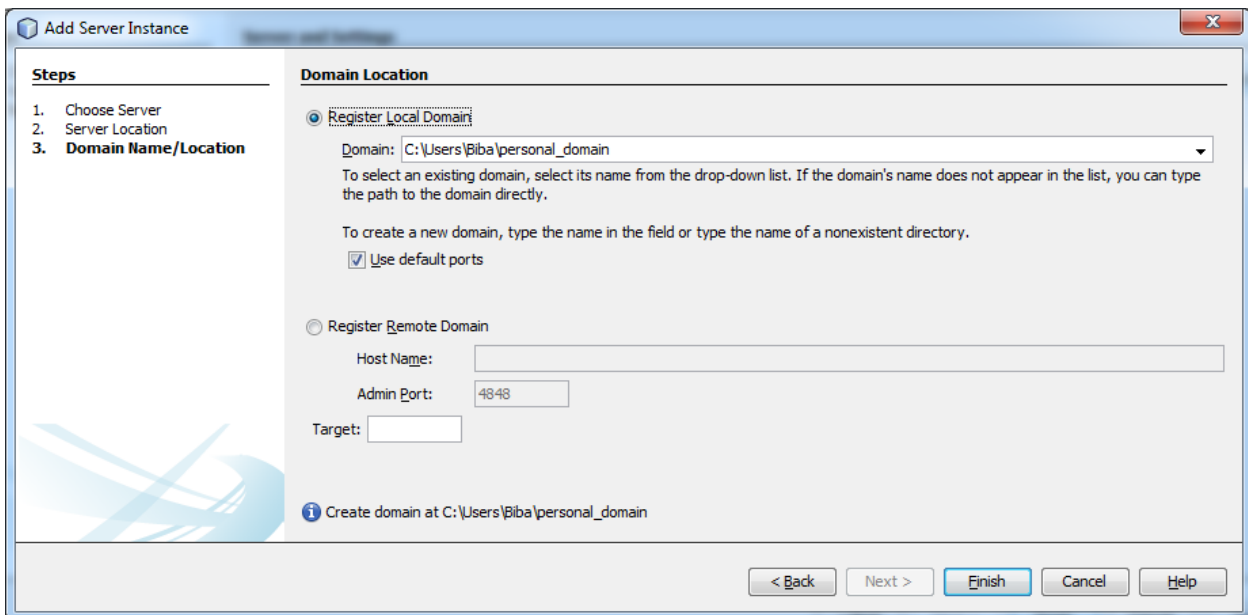 Add Server Instance
Server and Settings
Steps
1. Choose Server
2. Server Location
3. Domain Name/Location
Domain Location
Register Local Domain
Domain: C:\Users\Biba\personal_domain
To select an existing domain, select its name from the drop-down list. If the domain's name does not appear in the list, you can type
the path to the domain directly.
To create a new domain, type the name in the field or type the name of a nonexistent directory.
Use default ports
Register Remote Domain
Host Name:
Admin Port: 4848
Target:
Create domain at C:\Users\Biba\personal_domain
< Back Next > Finish Cancel Help